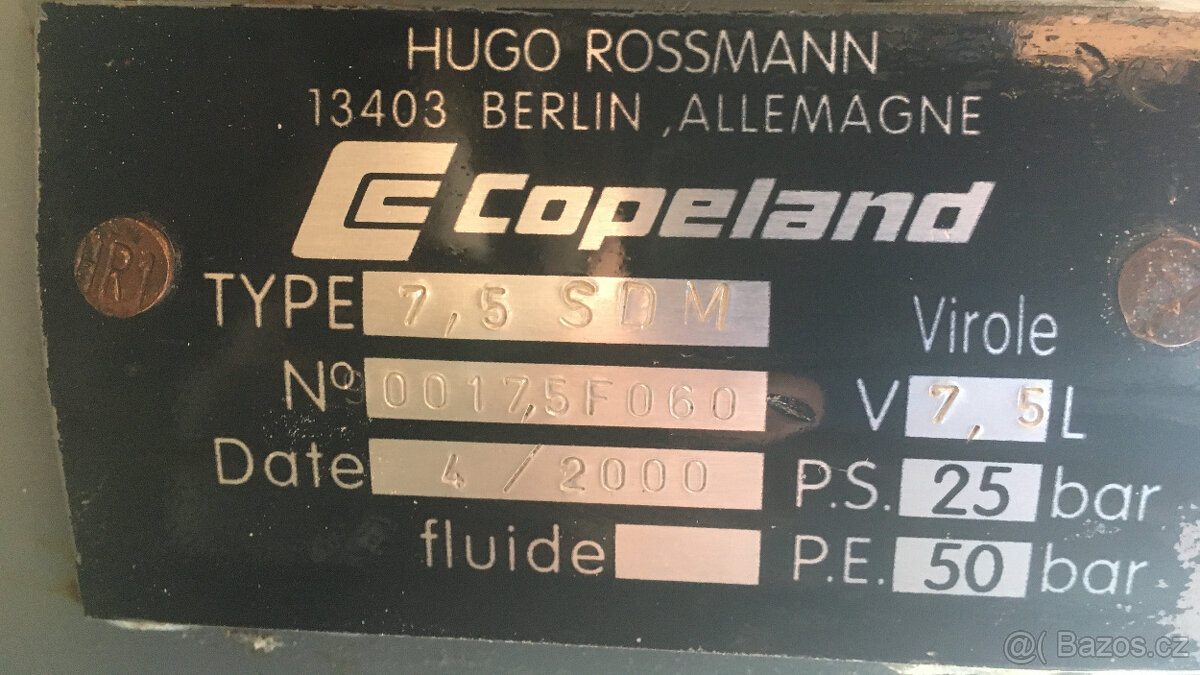 HUGO ROSSMANN
13403 BERLIN ,ALLEMAGNE
Copeland
HR1
TYPE 7,5 SDM
Virole
Nº 00175F060
V 7,5 L
Date 4/2000
P.S. 25 bar
fluide
P.E. 50 bar
@( Bazos.cz